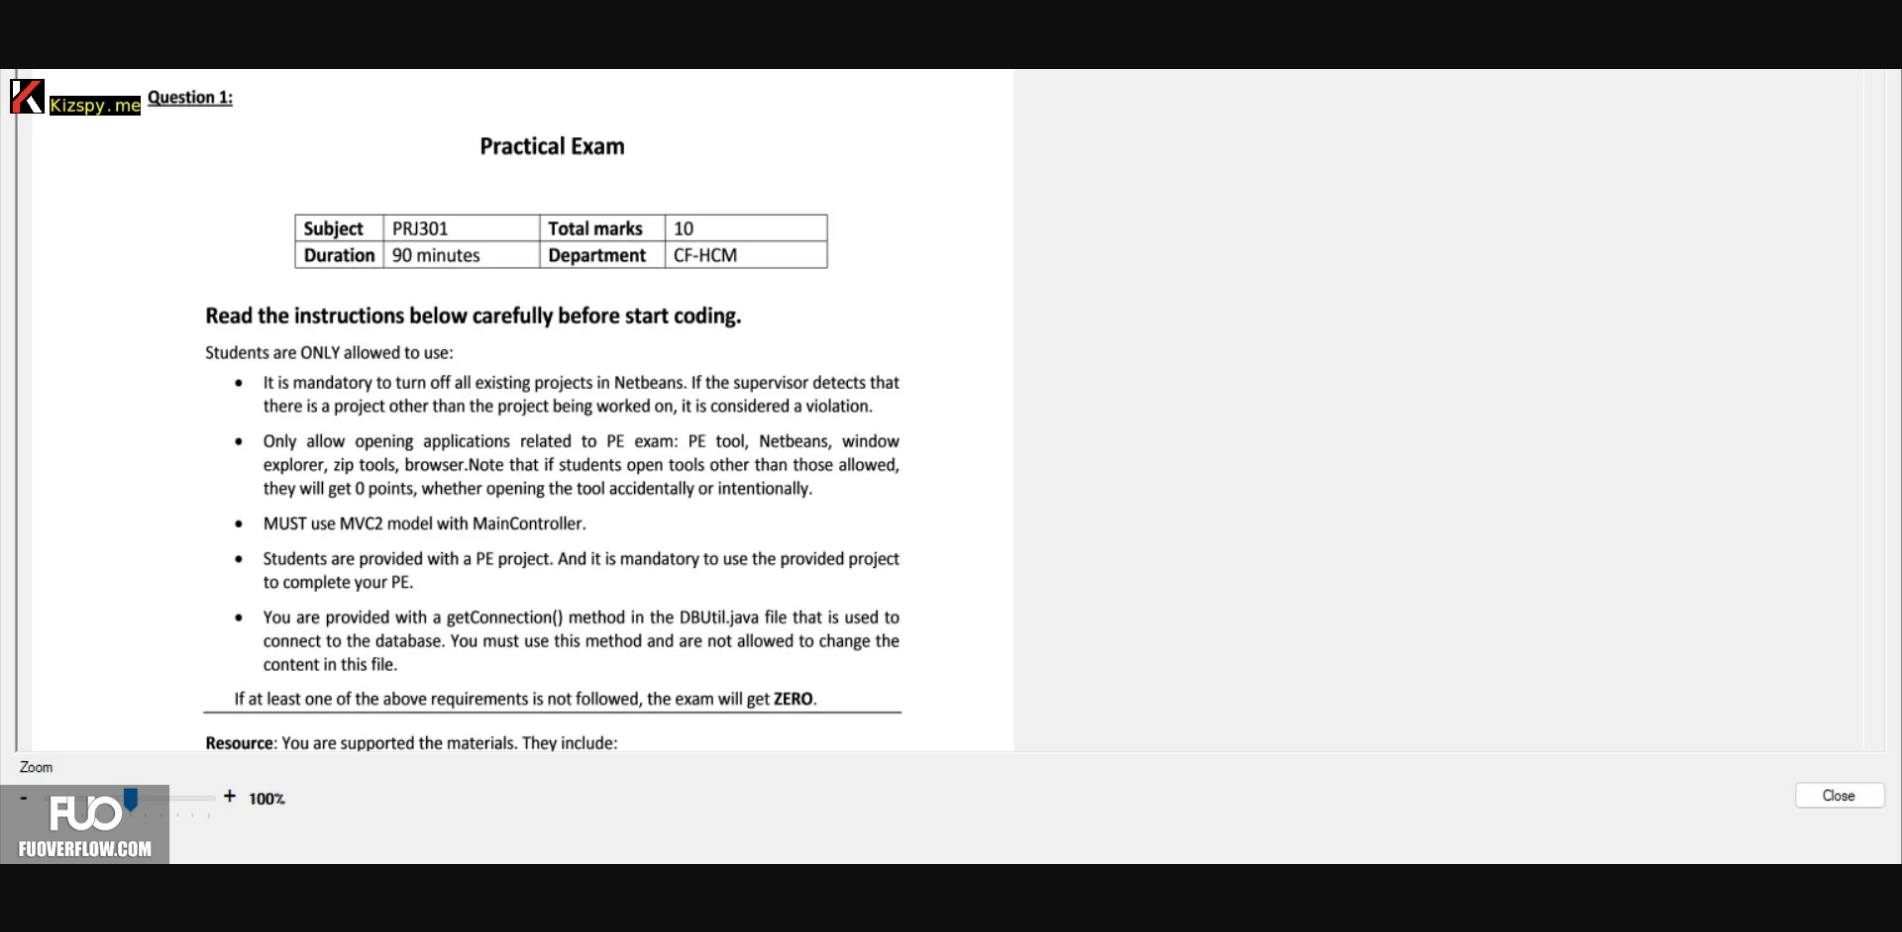 Kizspy.me
Question 1:
Practical Exam
Subject PRJ301 Total marks 10
Duration 90 minutes Department CF-HCM
Read the instructions below carefully before start coding.
Students are ONLY allowed to use:
• It is mandatory to turn off all existing projects in Netbeans. If the supervisor detects that
there is a project other than the project being worked on, it is considered a violation.
• Only allow opening applications related to PE exam: PE tool, Netbeans, window
explorer, zip tools, browser.Note that if students open tools other than those allowed,
they will get 0 points, whether opening the tool accidentally or intentionally.
• MUST use MVC2 model with MainController.
• Students are provided with a PE project. And it is mandatory to use the provided project
to complete your PE.
• You are provided with a getConnection() method in the DBUtil.java file that is used to
connect to the database. You must use this method and are not allowed to change the
content in this file.
If at least one of the above requirements is not followed, the exam will get ZERO.
Resource: You are supported the materials. They include:
Zoom
- + 100%
Close
FUO
FUOVERFLOW.COM